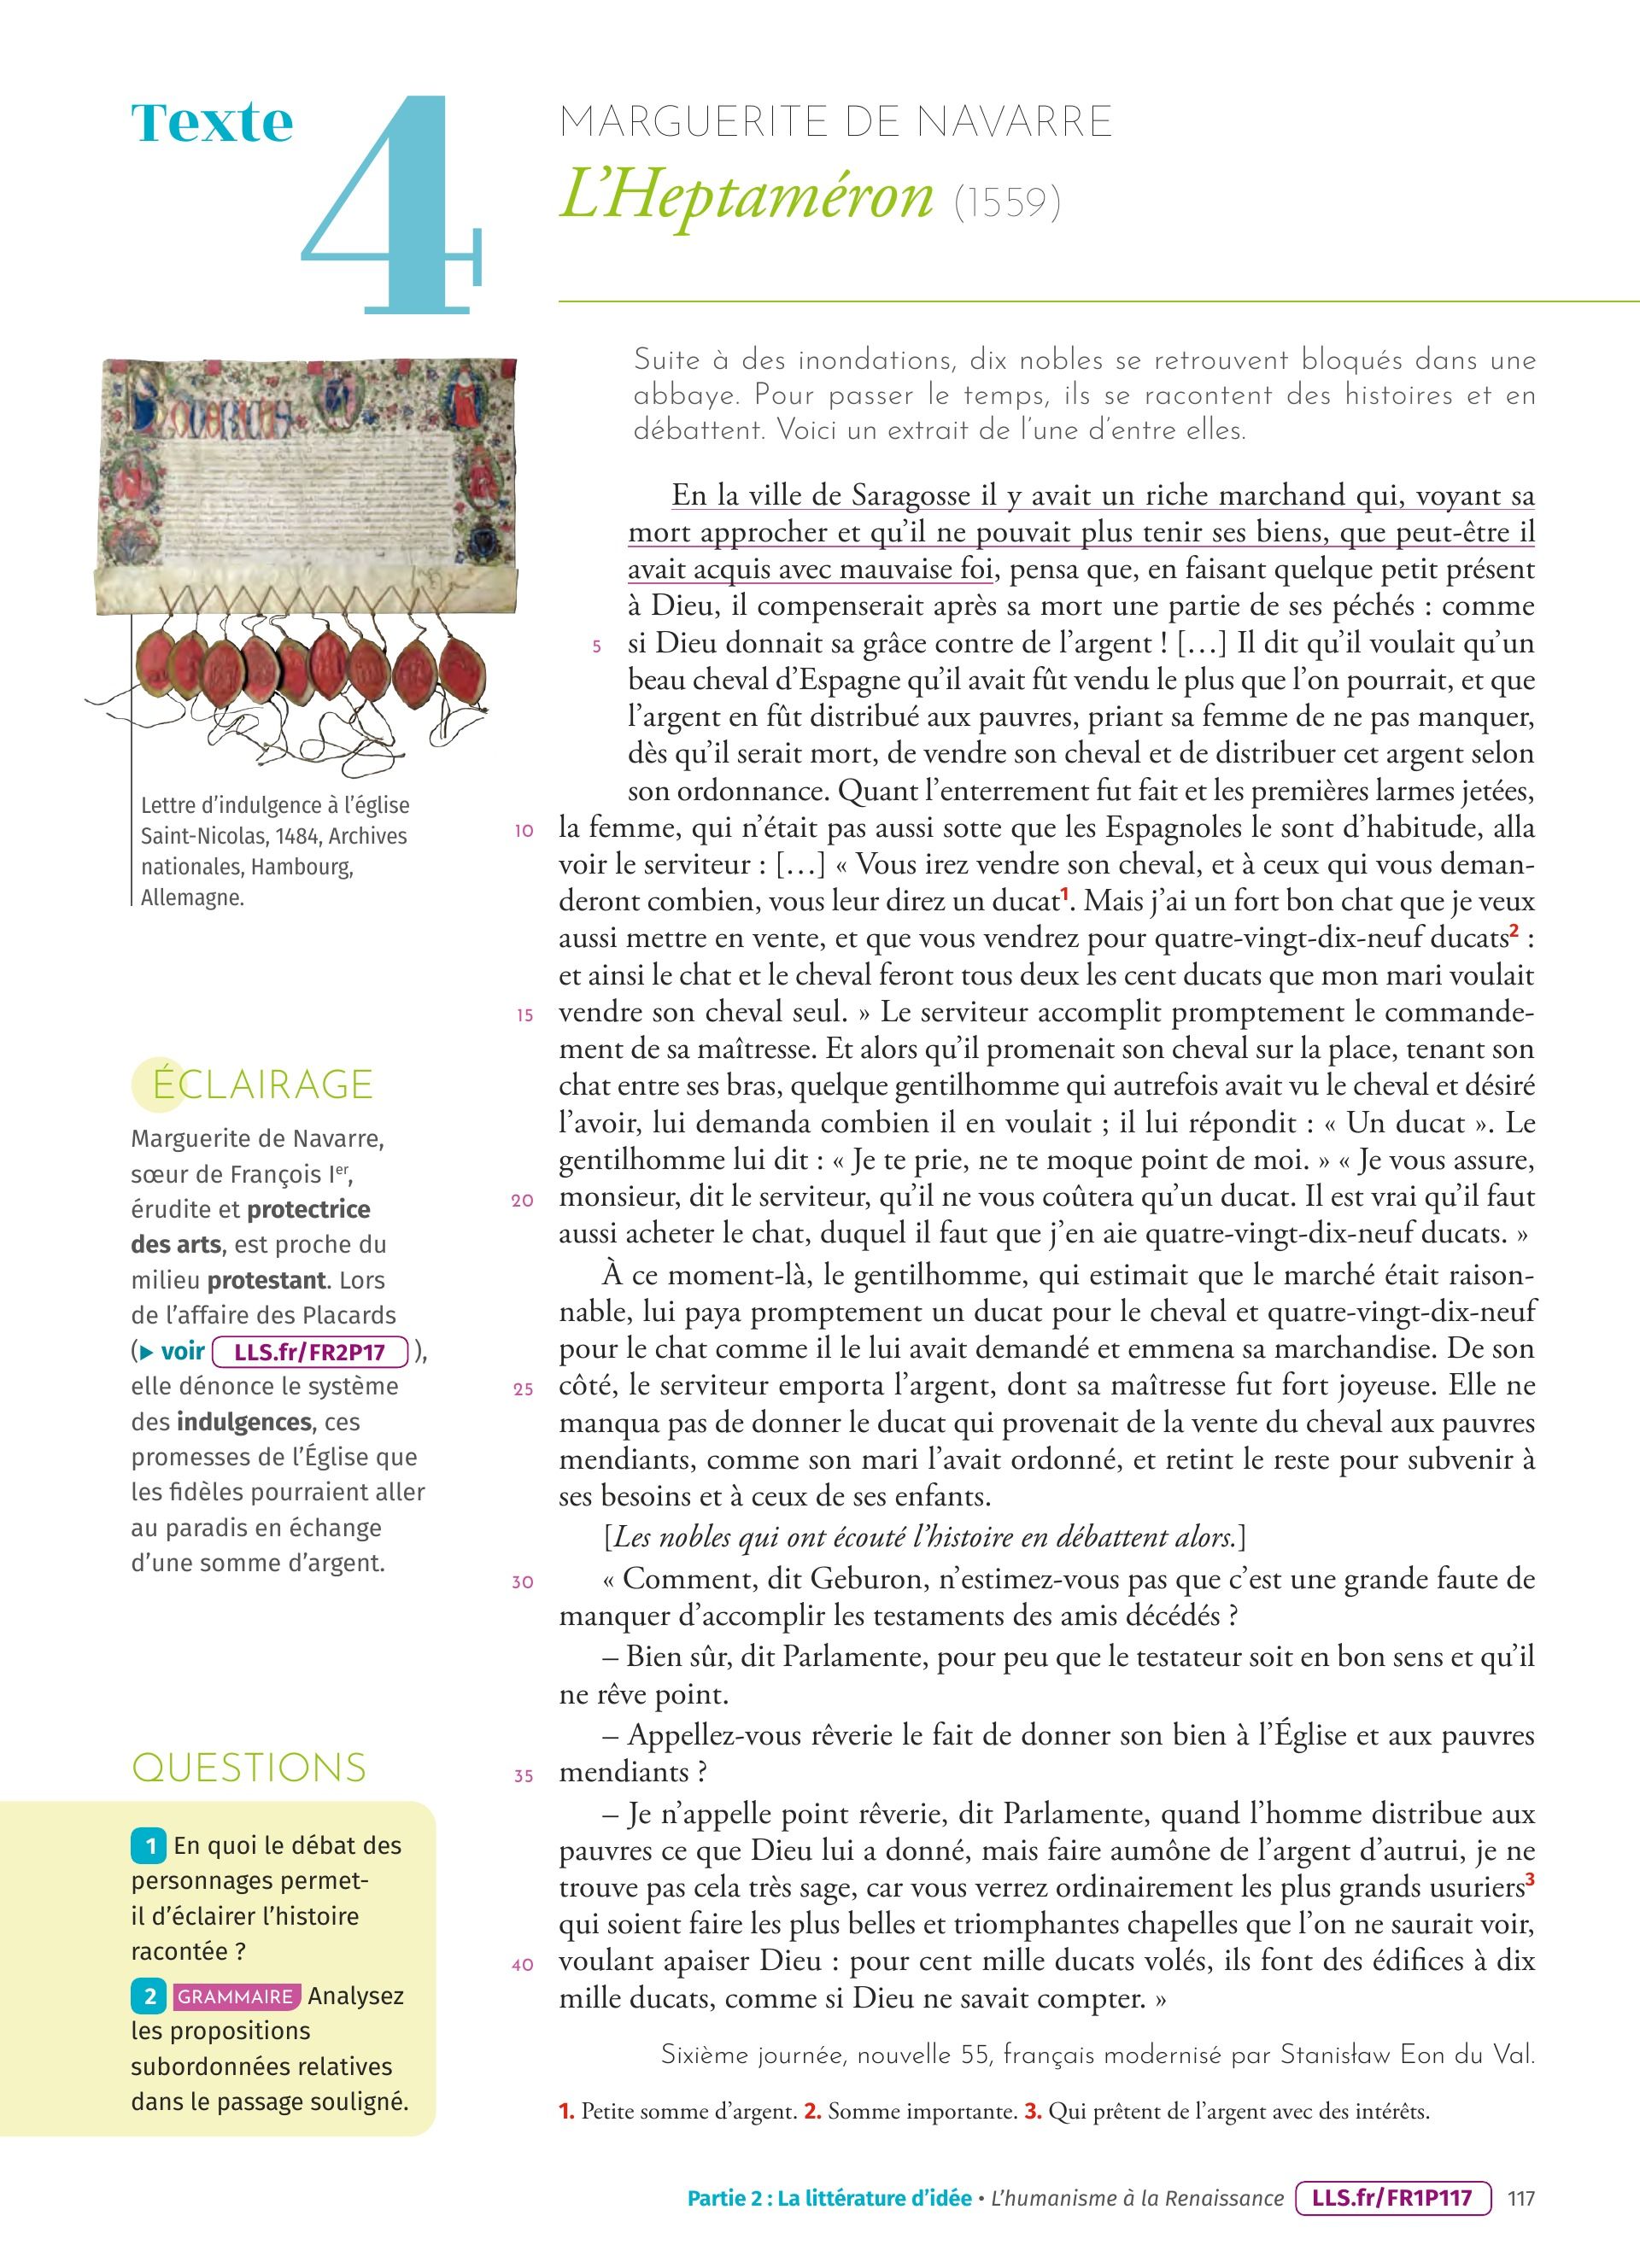 Texte 4
MARGUERITE DE NAVARRE
L'Heptaméron (1559)
Suite à des inondations, dix nobles se retrouvent bloqués dans une
abbaye. Pour passer le temps, ils se racontent des histoires et en
débattent. Voici un extrait de l'une d'entre elles.
En la ville de Saragosse il y avait un riche marchand qui, voyant sa
mort approcher et qu'il ne pouvait plus tenir ses biens, que peut-être il
avait acquis avec mauvaise foi, pensa que, en faisant quelque petit présent
à Dieu, il compenserait après sa mort une partie de ses péchés : comme
5 si Dieu donnait sa grâce contre de l'argent ! […] Il dit qu'il voulait qu'un
beau cheval d'Espagne qu'il avait fût vendu le plus que l'on pourrait, et que
l'argent en fût distribué aux pauvres, priant sa femme de ne pas manquer,
dès qu'il serait mort, de vendre son cheval et de distribuer cet argent selon
son ordonnance. Quant l'enterrement fut fait et les premières larmes jetées,
10 la femme, qui n'était pas aussi sotte que les Espagnoles le sont d'habitude, alla
voir le serviteur : […] « Vous irez vendre son cheval, et à ceux qui vous deman-
deront combien, vous leur direz un ducat1. Mais j'ai un fort bon chat que je veux
aussi mettre en vente, et que vous vendrez pour quatre-vingt-dix-neuf ducats2 :
et ainsi le chat et le cheval feront tous deux les cent ducats que mon mari voulait
15 vendre son cheval seul. » Le serviteur accomplit promptement le commande-
ment de sa maîtresse. Et alors qu'il promenait son cheval sur la place, tenant son
chat entre ses bras, quelque gentilhomme qui autrefois avait vu le cheval et désiré
l'avoir, lui demanda combien il en voulait ; il lui répondit : « Un ducat ». Le
gentilhomme lui dit : « Je te prie, ne te moque point de moi. » « Je vous assure,
20 monsieur, dit le serviteur, qu'il ne vous coûtera qu'un ducat. Il est vrai qu'il faut
aussi acheter le chat, duquel il faut que j'en aie quatre-vingt-dix-neuf ducats. »
À ce moment-là, le gentilhomme, qui estimait que le marché était raison-
nable, lui paya promptement un ducat pour le cheval et quatre-vingt-dix-neuf
pour le chat comme il le lui avait demandé et emmena sa marchandise. De son
25 côté, le serviteur emporta l'argent, dont sa maîtresse fut fort joyeuse. Elle ne
manqua pas de donner le ducat qui provenait de la vente du cheval aux pauvres
mendiants, comme son mari l'avait ordonné, et retint le reste pour subvenir à
ses besoins et à ceux de ses enfants.
[Les nobles qui ont écouté l'histoire en débattent alors.]
30 « Comment, dit Geburon, n'estimez-vous pas que c'est une grande faute de
manquer d'accomplir les testaments des amis décédés ?
– Bien sûr, dit Parlamente, pour peu que le testateur soit en bon sens et qu'il
ne rêve point.
– Appellez-vous rêverie le fait de donner son bien à l'Église et aux pauvres
35 mendiants ?
– Je n'appelle point rêverie, dit Parlamente, quand l'homme distribue aux
pauvres ce que Dieu lui a donné, mais faire aumône de l'argent d'autrui, je ne
trouve pas cela très sage, car vous verrez ordinairement les plus grands usuriers3
qui soient faire les plus belles et triomphantes chapelles que l'on ne saurait voir,
40 voulant apaiser Dieu : pour cent mille ducats volés, ils font des édifices à dix
mille ducats, comme si Dieu ne savait compter. »
Sixième journée, nouvelle 55, français modernisé par Stanisław Eon du Val.
1. Petite somme d'argent. 2. Somme importante. 3. Qui prêtent de l'argent avec des intérêts.
Lettre d'indulgence à l'église
Saint-Nicolas, 1484, Archives
nationales, Hambourg,
Allemagne.
ÉCLAIRAGE
Marguerite de Navarre,
sœur de François Ier,
érudite et protectrice
des arts, est proche du
milieu protestant. Lors
de l'affaire des Placards
(▶ voir LLS.fr/FR2P17 ),
elle dénonce le système
des indulgences, ces
promesses de l'Église que
les fidèles pourraient aller
au paradis en échange
d'une somme d'argent.
QUESTIONS
1 En quoi le débat des
personnages permet-
il d'éclairer l'histoire
racontée ?
2 GRAMMAIRE Analysez
les propositions
subordonnées relatives
dans le passage souligné.
Partie 2 : La littérature d'idée • L'humanisme à la Renaissance LLS.fr/FR1P117 117